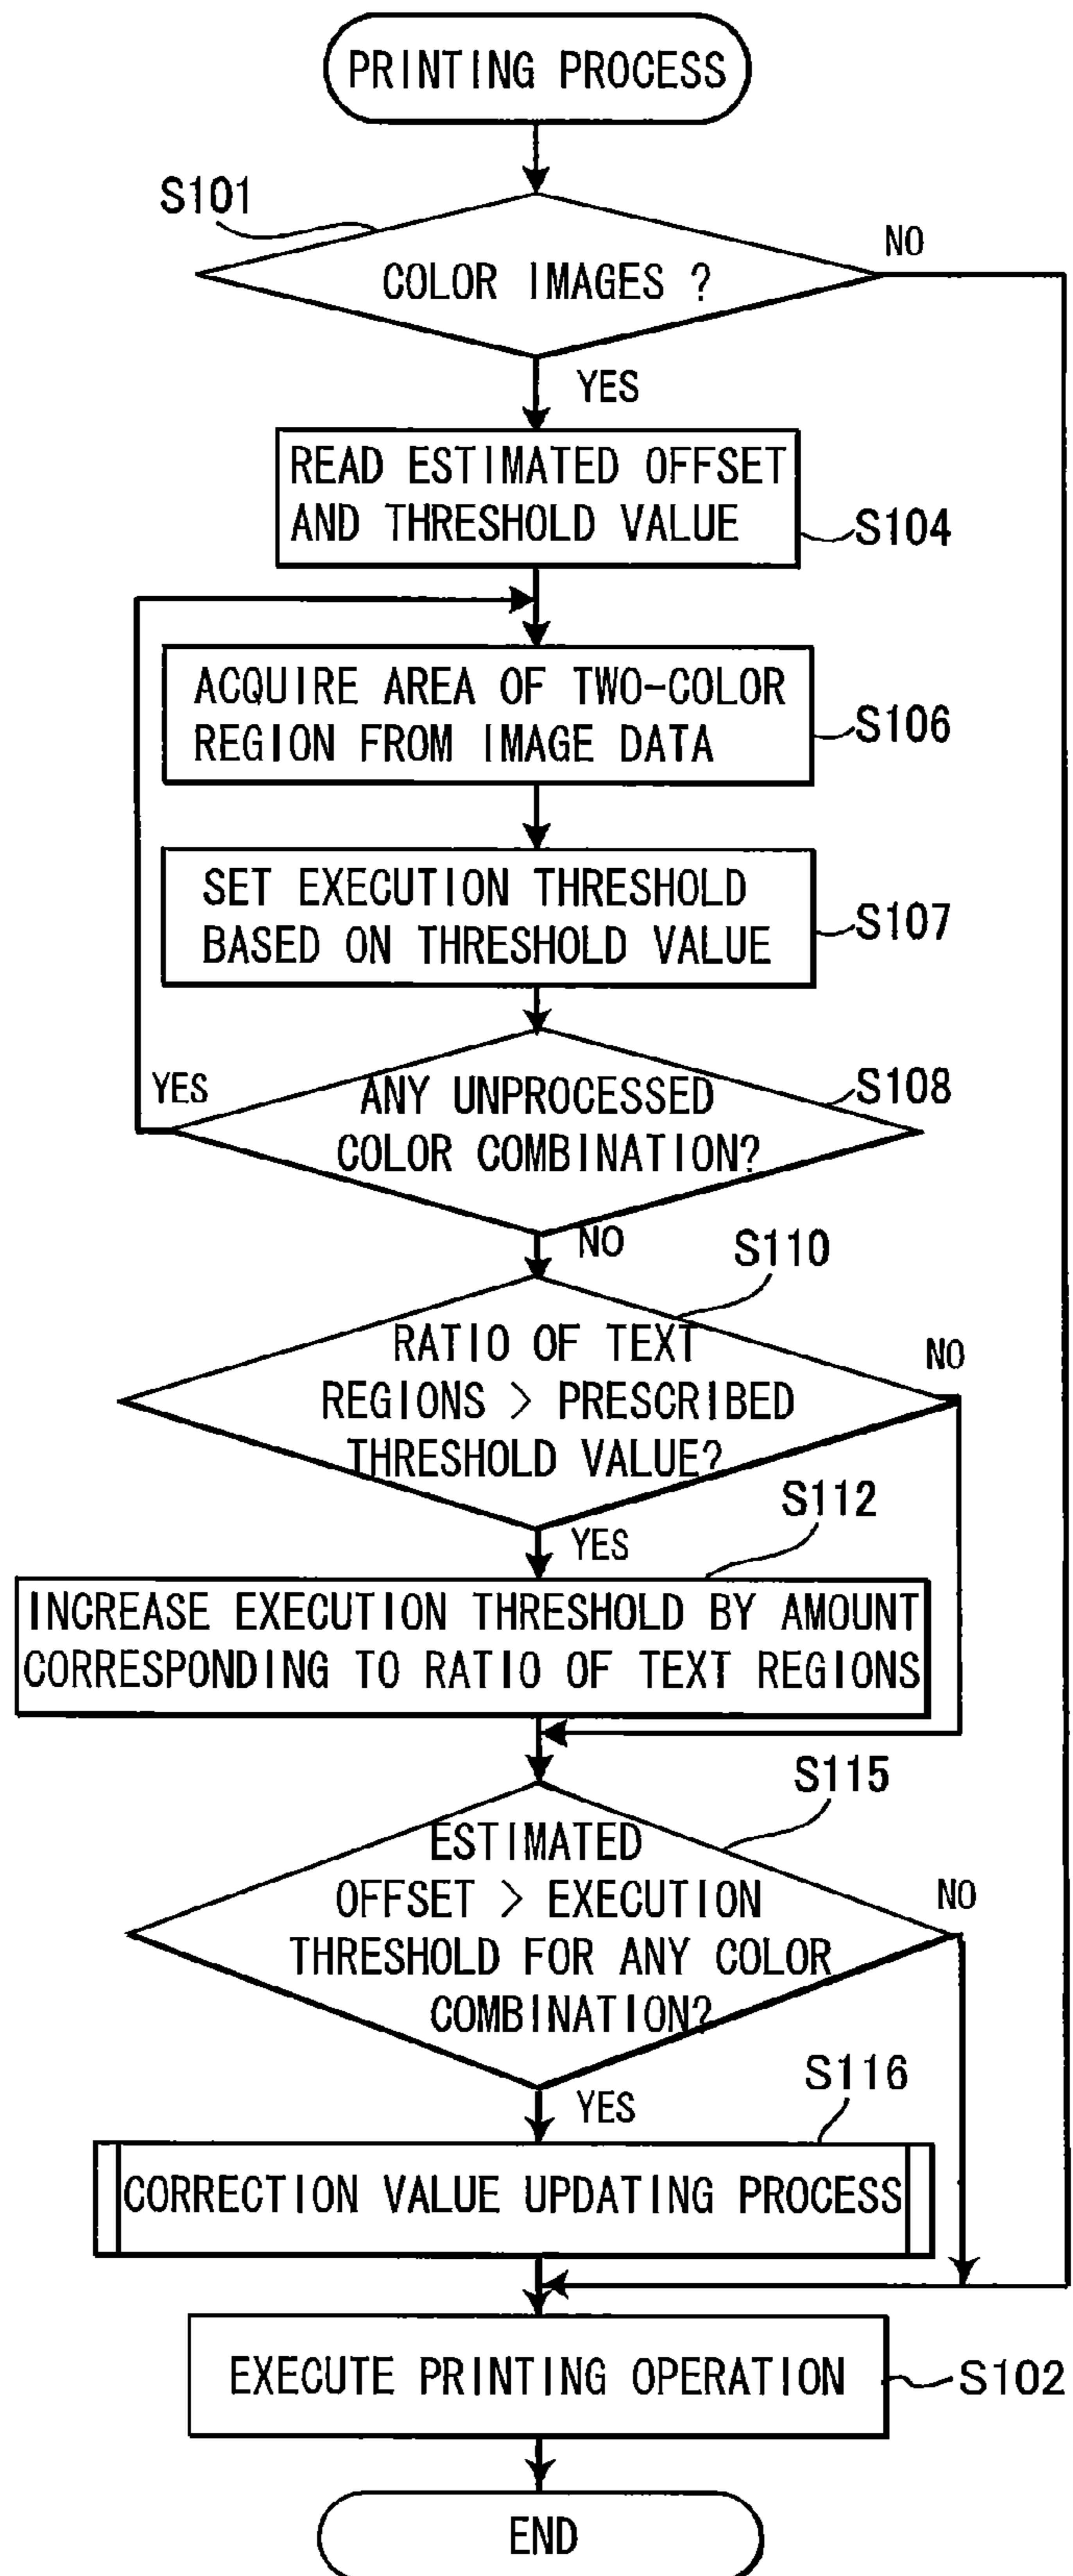 PRINTING PROCESS
S101
NO
COLOR IMAGES ?
YES
READ ESTIMATED OFFSET
AND THRESHOLD VALUE
S104
ACQUIRE AREA OF TWO-COLOR
REGION FROM IMAGE DATA
S106
SET EXECUTION THRESHOLD
BASED ON THRESHOLD VALUE
S107
YES
ANY UNPROCESSED
COLOR COMBINATION?
S108
NO
S110
RATIO OF TEXT
REGIONS > PRESCRIBED
THRESHOLD VALUE?
NO
YES
S112
INCREASE EXECUTION THRESHOLD BY AMOUNT
CORRESPONDING TO RATIO OF TEXT REGIONS
S115
ESTIMATED
OFFSET > EXECUTION
THRESHOLD FOR ANY COLOR
COMBINATION?
NO
YES
S116
CORRECTION VALUE UPDATING PROCESS
EXECUTE PRINTING OPERATION
S102
END